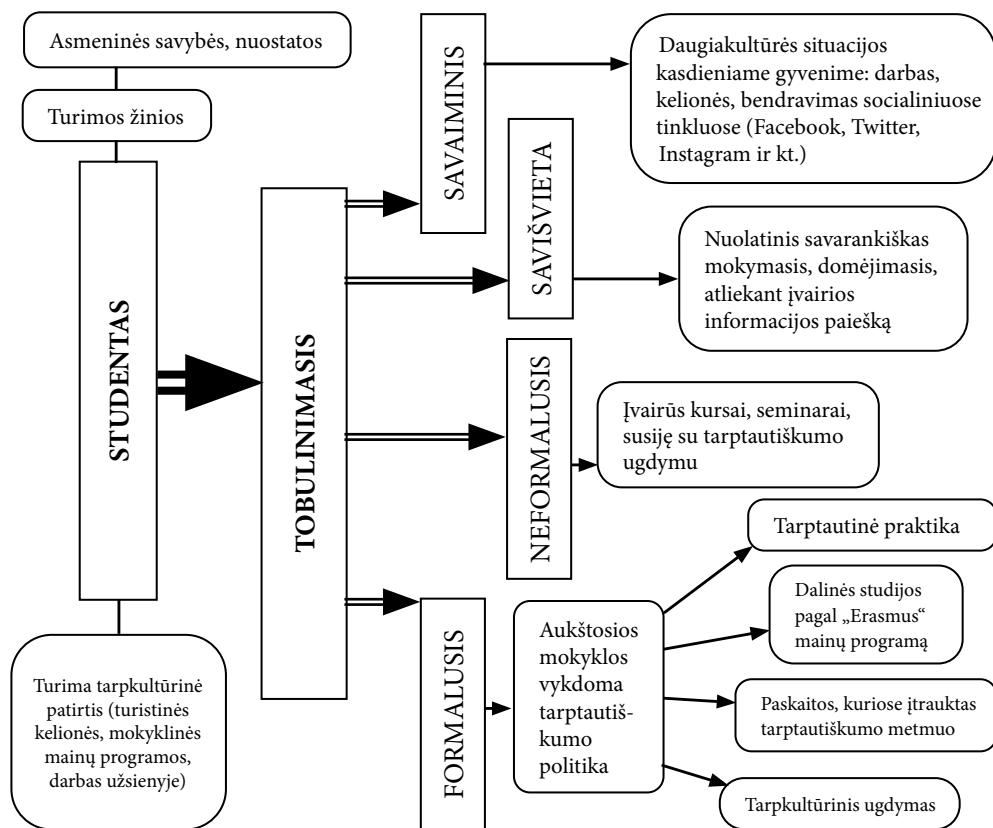 Asmeninės savybės, nuostatos
Turimos žinios
STUDENTAS
Turima tarpkultūrinė
patirtis (turistinės
kelionės, mokyklinės
mainų programos,
darbas užsienyje)
TOBULINIMASIS
SAVAIMINIS
Daugiakultūrės situacijos
kasdieniame gyvenime: darbas,
kelionės, bendravimas socialiniuose
tinkluose (Facebook, Twitter,
Instagram ir kt.)
SAVIŠVIETA
Nuolatinis savarankiškas
mokymasis, domėjimasis,
atliekant įvairios
informacijos paiešką
NEFORMALUSIS
Įvairūs kursai, seminarai,
susiję su tarptautiškumo
ugdymu
FORMALUSIS
Aukštosios
mokyklos
vykdoma
tarptautiš-
kumo
politika
Tarptautinė praktika
Dalinės studijos
pagal „Erasmus“
mainų programą
Paskaitos, kuriose įtrauktas
tarptautiškumo metmuo
Tarpkultūrinis ugdymas